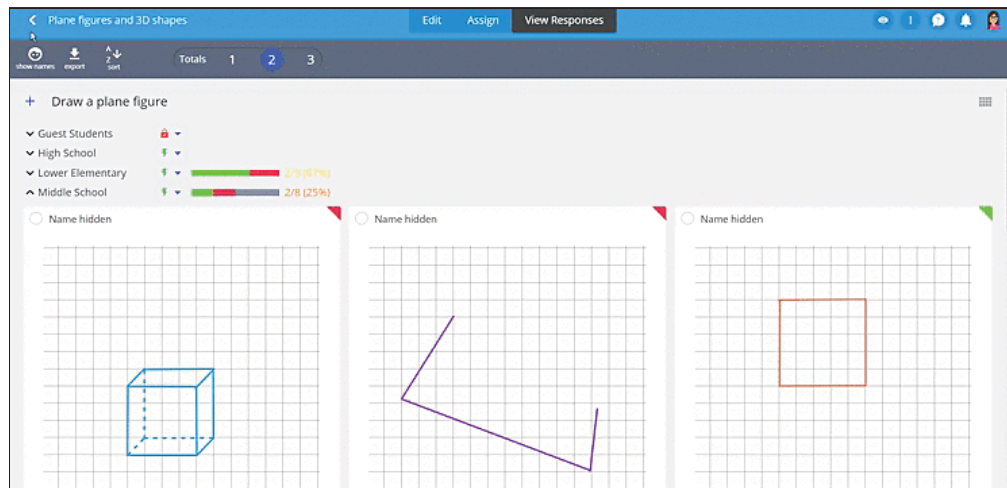 Plane figures and 3D shapes Edit Assign View Responses
show names export A Z sort Totals 1 2 3
+ Draw a plane figure
Guest Students
High School
Lower Elementary 2/3 (67%)
Middle School 2/8 (25%)
Name hidden Name hidden Name hidden